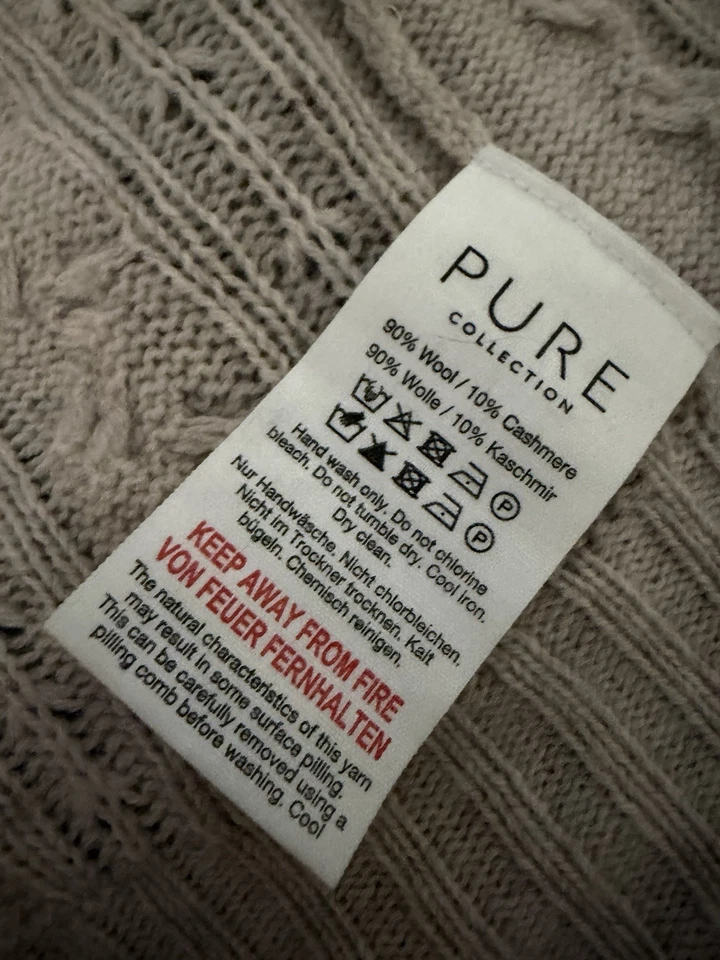 PURE
COLLECTION
90% Wool / 10% Cashmere
90% Wolle / 10% Kaschmir
P
P
Hand wash only. Do not chlorine
bleach. Do not tumble dry. Cool iron.
Dry clean.
Nur Handwäsche. Nicht chlorbleichen.
Nicht im Trockner trocknen. Kalt
bügeln. Chemisch reinigen.
KEEP AWAY FROM FIRE
VON FEUER FERNHALTEN
The natural characteristics of this yarn
may result in some surface pilling.
This can be carefully removed using a
pilling comb before washing. Cool